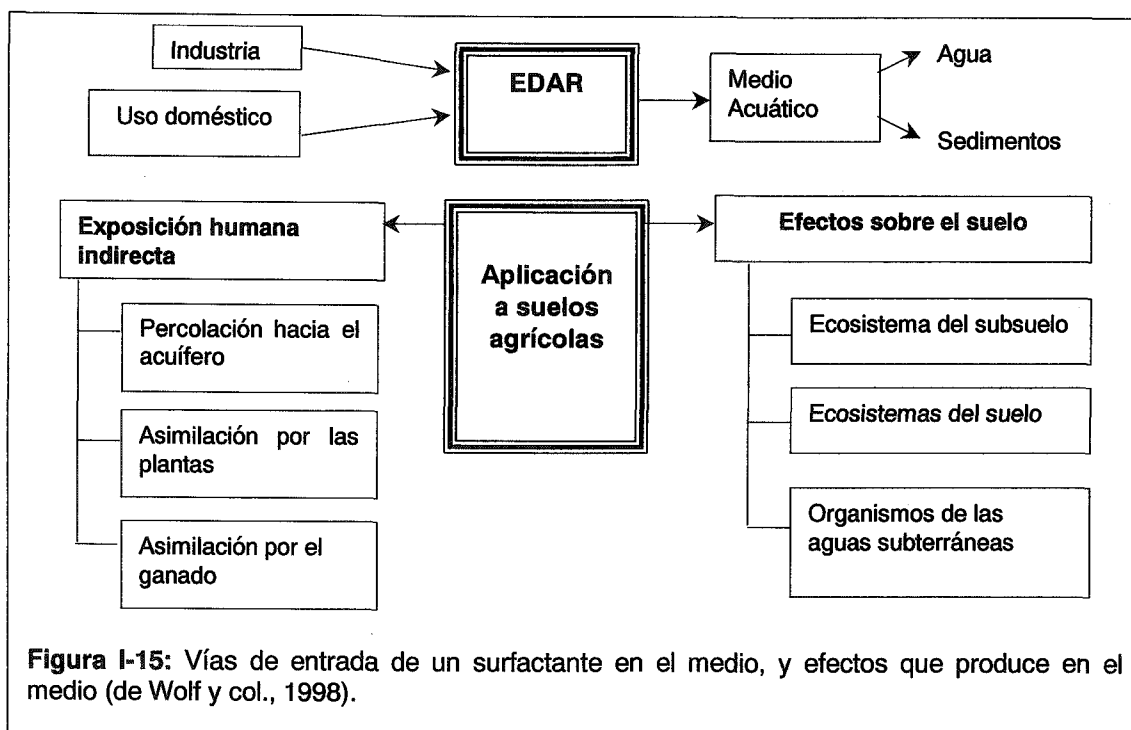 Industria
Uso doméstico
EDAR
Medio
Acuático
Agua
Sedimentos
Exposición humana
indirecta
Percolación hacia el
acuífero
Asimilación por las
plantas
Asimilación por el
ganado
Aplicación
a suelos
agrícolas
Efectos sobre el suelo
Ecosistema del subsuelo
Ecosistemas del suelo
Organismos de las
aguas subterráneas
Figura I-15: Vías de entrada de un surfactante en el medio, y efectos que produce en el
medio (de Wolf y col., 1998).